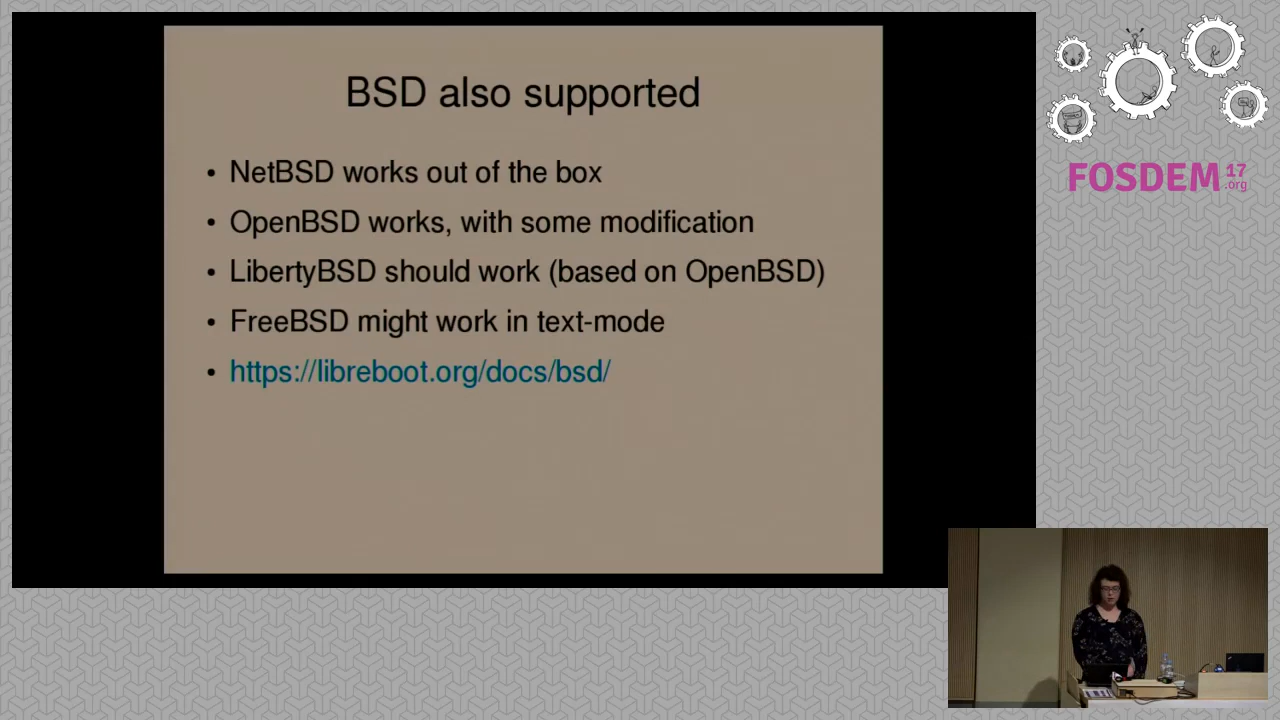 BSD also supported
• NetBSD works out of the box
• OpenBSD works, with some modification
• LibertyBSD should work (based on OpenBSD)
• FreeBSD might work in text-mode
• https://libreboot.org/docs/bsd/
FOSDEM 17
.org